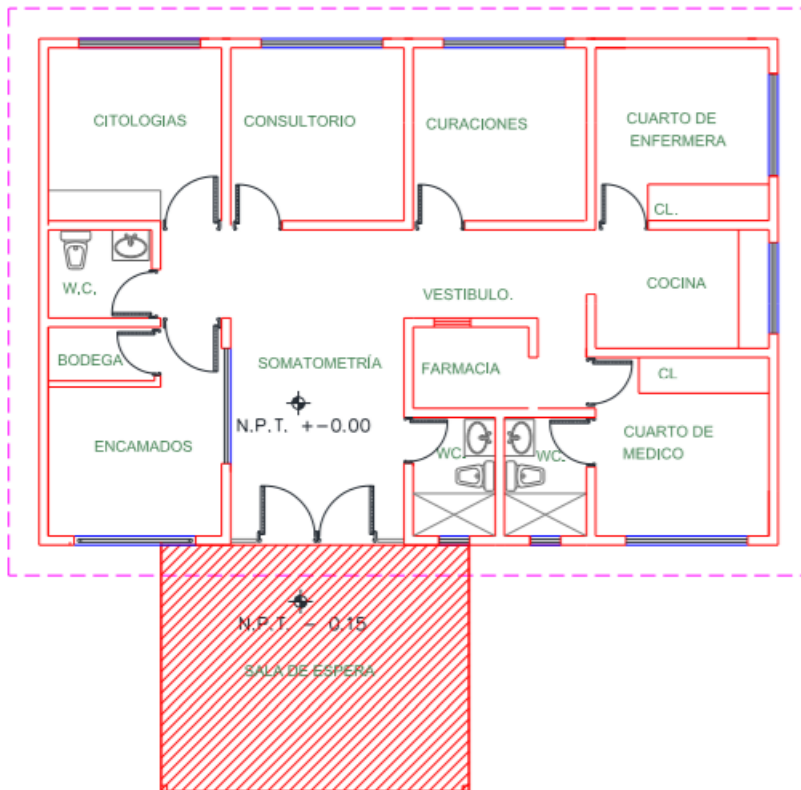 CITOLOGIAS
CONSULTORIO
CURACIONES
CUARTO DE
ENFERMERA
CL.
W.C.
VESTIBULO.
COCINA
BODEGA
SOMATOMETRÍA
FARMACIA
CL
N.P.T. +-0.00
ENCAMADOS
WC.
WC.
CUARTO DE
MEDICO
N.P.T. - 0.15
SALA DE ESPERA